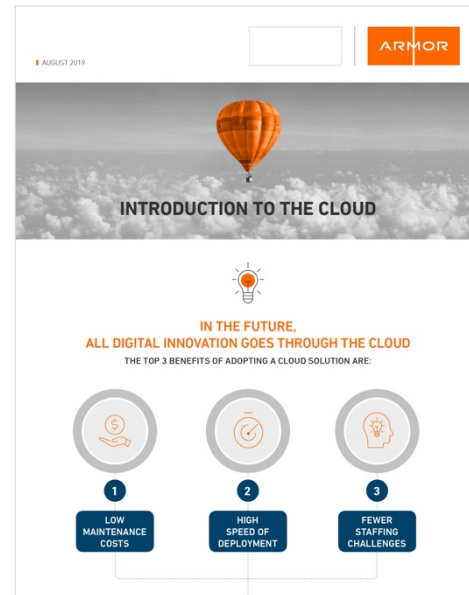 AUGUST 2019
ARMOR
INTRODUCTION TO THE CLOUD
IN THE FUTURE,
ALL DIGITAL INNOVATION GOES THROUGH THE CLOUD
THE TOP 3 BENEFITS OF ADOPTING A CLOUD SOLUTION ARE:
$
1
LOW
MAINTENANCE
COSTS
2
HIGH
SPEED OF
DEPLOYMENT
3
FEWER
STAFFING
CHALLENGES